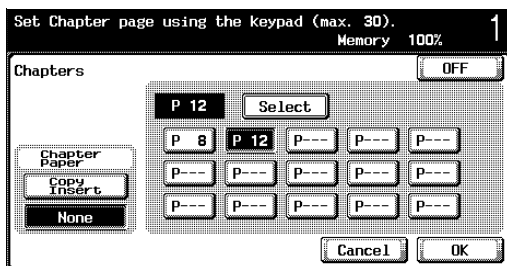 Set Chapter page using the keypad (max. 30).
Memory 100% 1
Chapters OFF
P 12 Select
P 8 P 12 P--- P--- P---
Chapter
Paper
P--- P--- P--- P--- P---
Copy
Insert
P--- P--- P--- P--- P---
None
Cancel OK